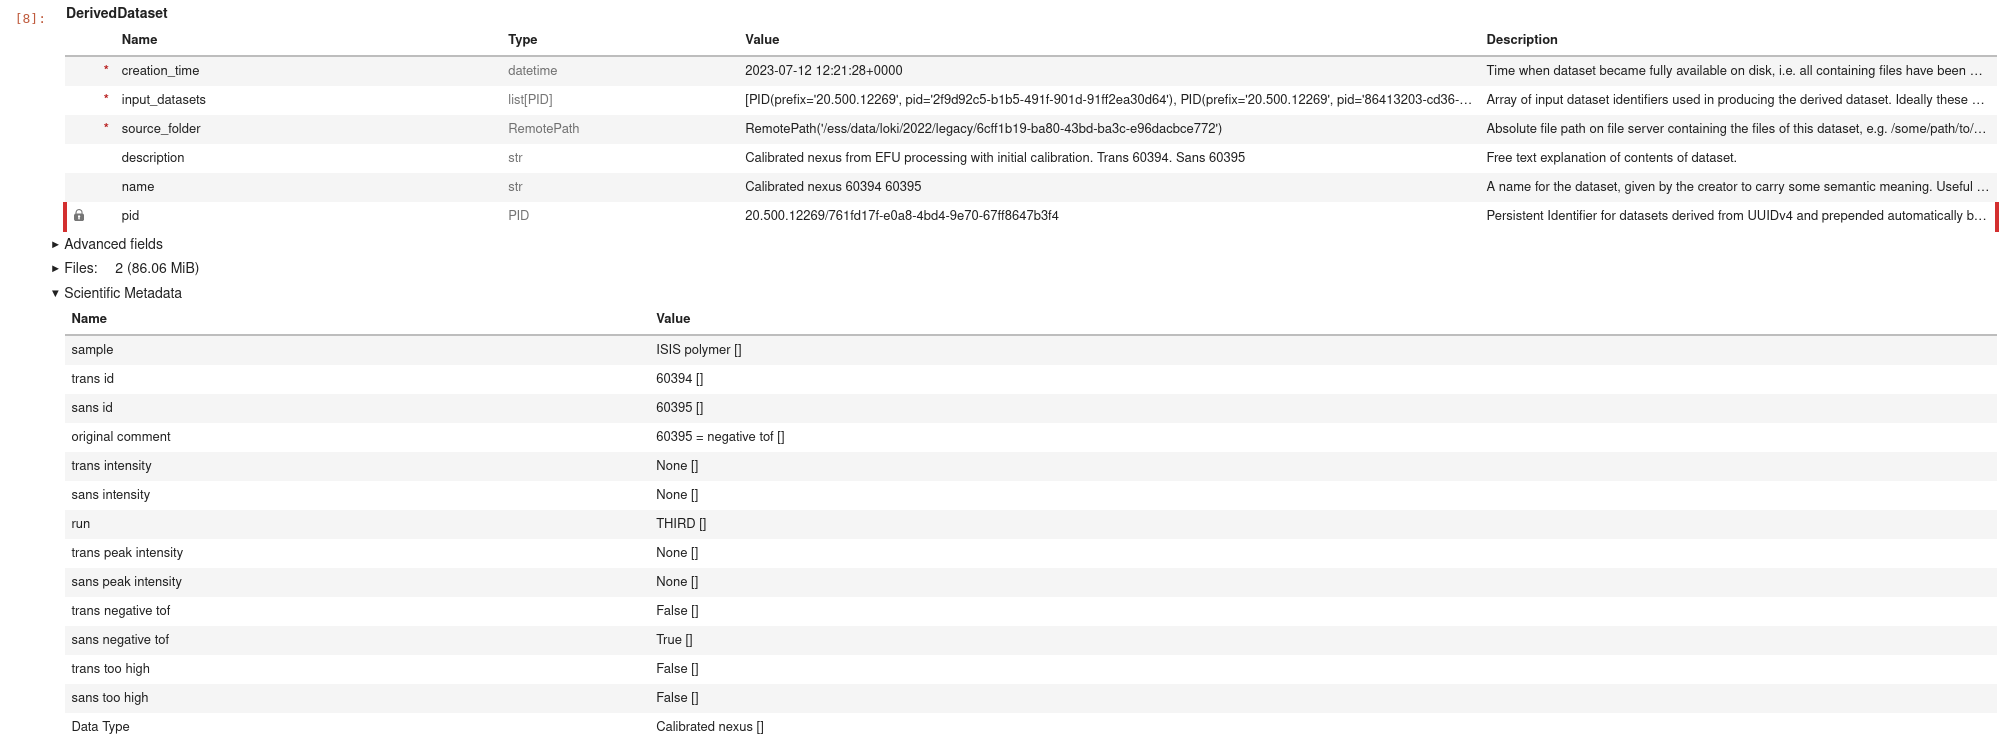 [8]: DerivedDataset
Name Type Value Description
* creation_time datetime 2023-07-12 12:21:28+0000 Time when dataset became fully available on disk, i.e. all containing files have been …
* input_datasets list[PID] [PID(prefix='20.500.12269', pid='2f9d92c5-b1b5-491f-901d-91ff2ea30d64'), PID(prefix='20.500.12269', pid='86413203-cd36-… Array of input dataset identifiers used in producing the derived dataset. Ideally these …
* source_folder RemotePath RemotePath('/ess/data/loki/2022/legacy/6cff1b19-ba80-43bd-ba3c-e96dacbce772') Absolute file path on file server containing the files of this dataset, e.g. /some/path/to/…
description str Calibrated nexus from EFU processing with initial calibration. Trans 60394. Sans 60395 Free text explanation of contents of dataset.
name str Calibrated nexus 60394 60395 A name for the dataset, given by the creator to carry some semantic meaning. Useful …
pid PID 20.500.12269/761fd17f-e0a8-4bd4-9e70-67ff8647b3f4 Persistent Identifier for datasets derived from UUIDv4 and prepended automatically b…
▸ Advanced fields
▸ Files: 2 (86.06 MiB)
▾ Scientific Metadata
Name Value
sample ISIS polymer []
trans id 60394 []
sans id 60395 []
original comment 60395 = negative tof []
trans intensity None []
sans intensity None []
run THIRD []
trans peak intensity None []
sans peak intensity None []
trans negative tof False []
sans negative tof True []
trans too high False []
sans too high False []
Data Type Calibrated nexus []